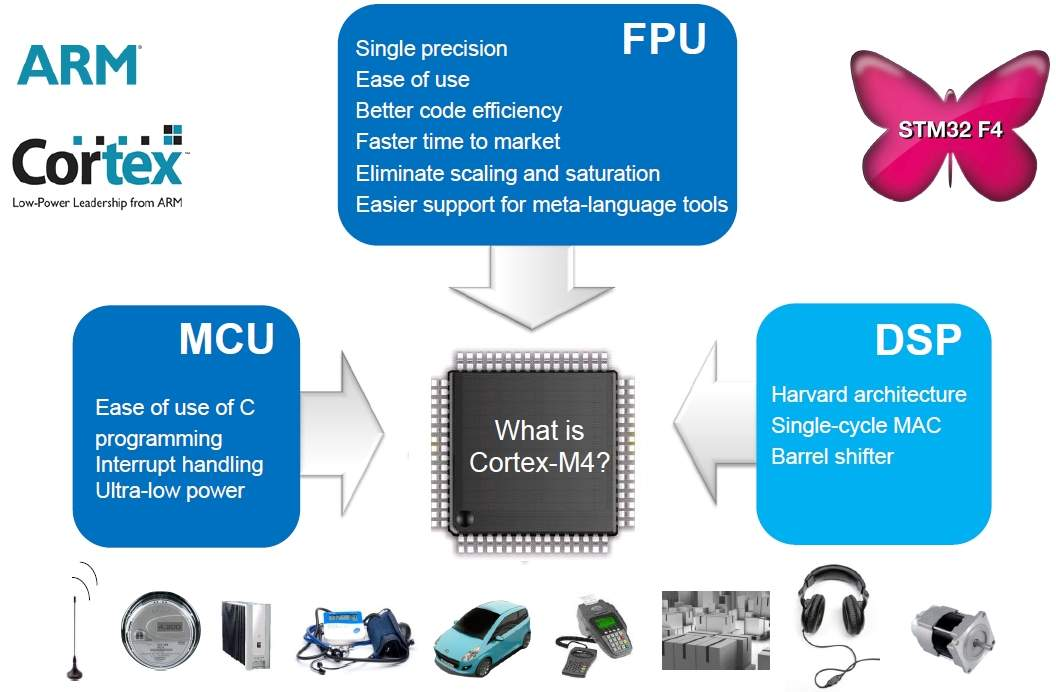 ARM
Cortex
Low-Power Leadership from ARM
FPU
Single precision
Ease of use
Better code efficiency
Faster time to market
Eliminate scaling and saturation
Easier support for meta-language tools
STM32 F4
MCU
Ease of use of C
programming
Interrupt handling
Ultra-low power
What is
Cortex-M4?
DSP
Harvard architecture
Single-cycle MAC
Barrel shifter